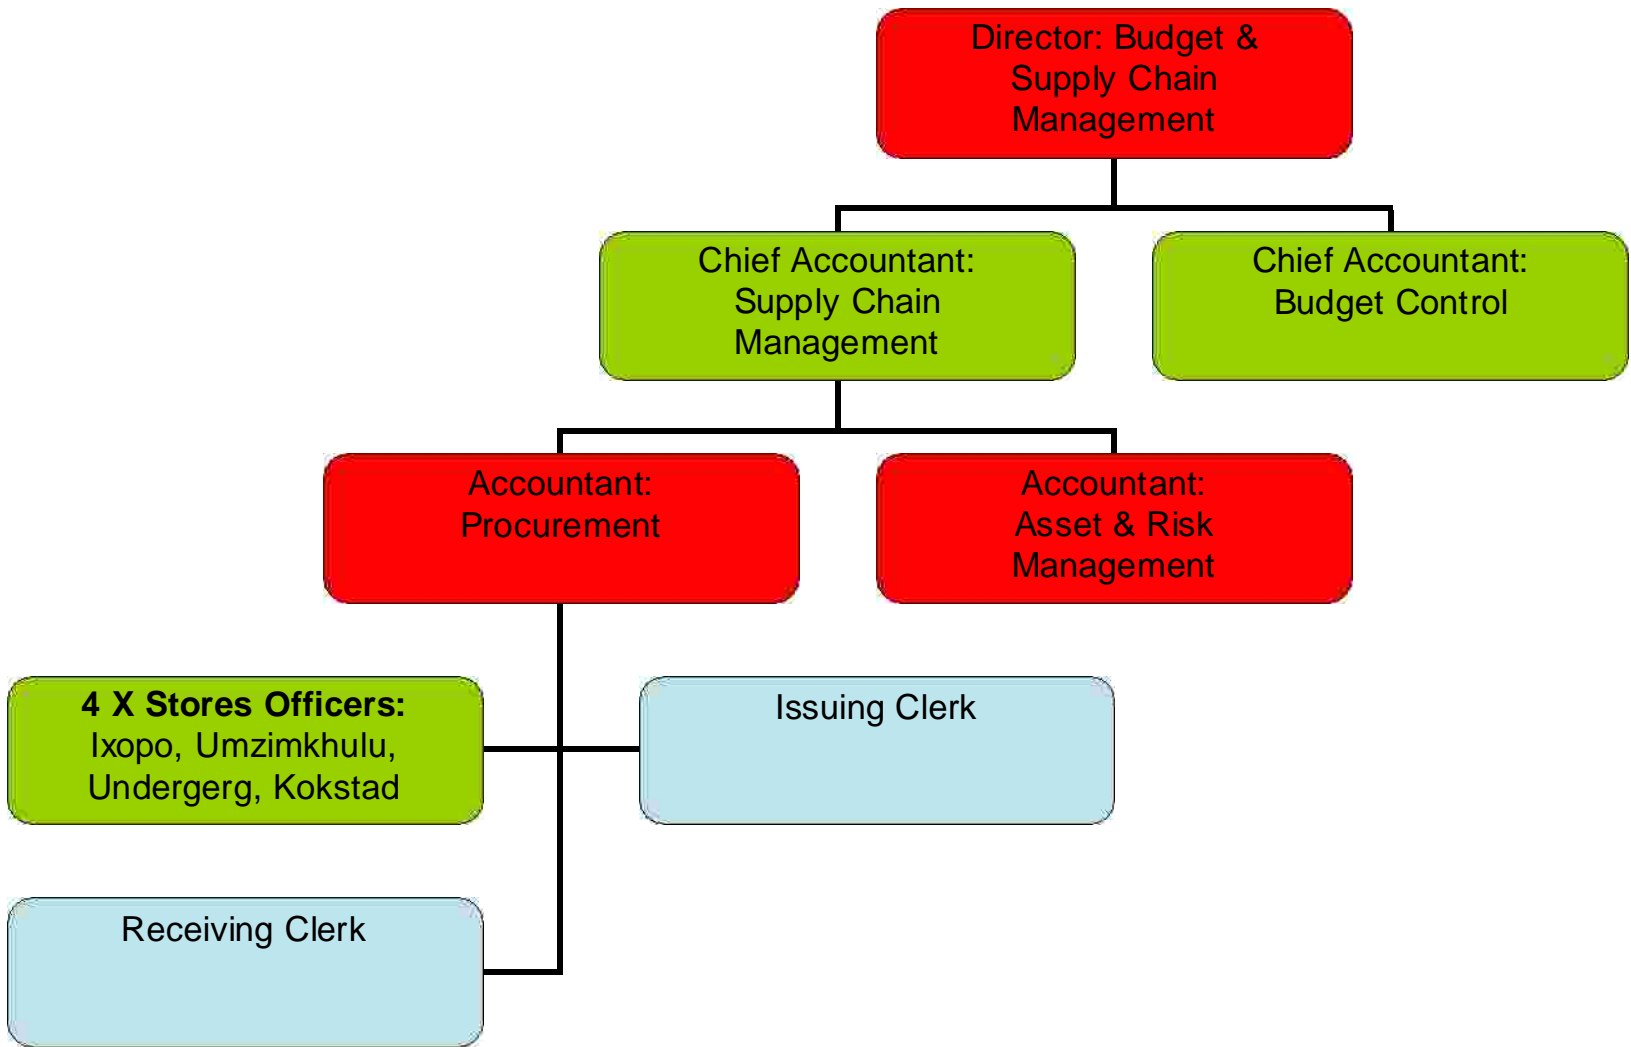 Director: Budget &
Supply Chain
Management
Chief Accountant:
Supply Chain
Management
Chief Accountant:
Budget Control
Accountant:
Procurement
Accountant:
Asset & Risk
Management
4 X Stores Officers:
Ixopo, Umzimkhulu,
Undergerg, Kokstad
Issuing Clerk
Receiving Clerk